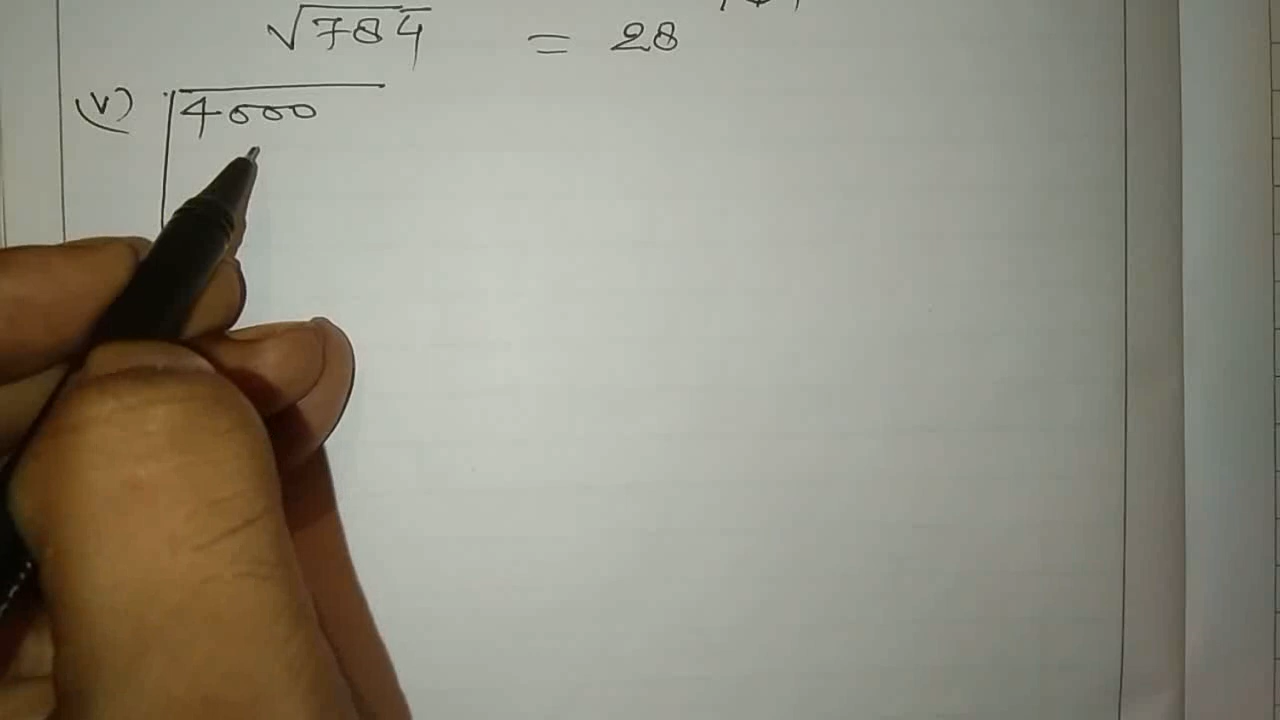 √784 = 28
(v) 4000